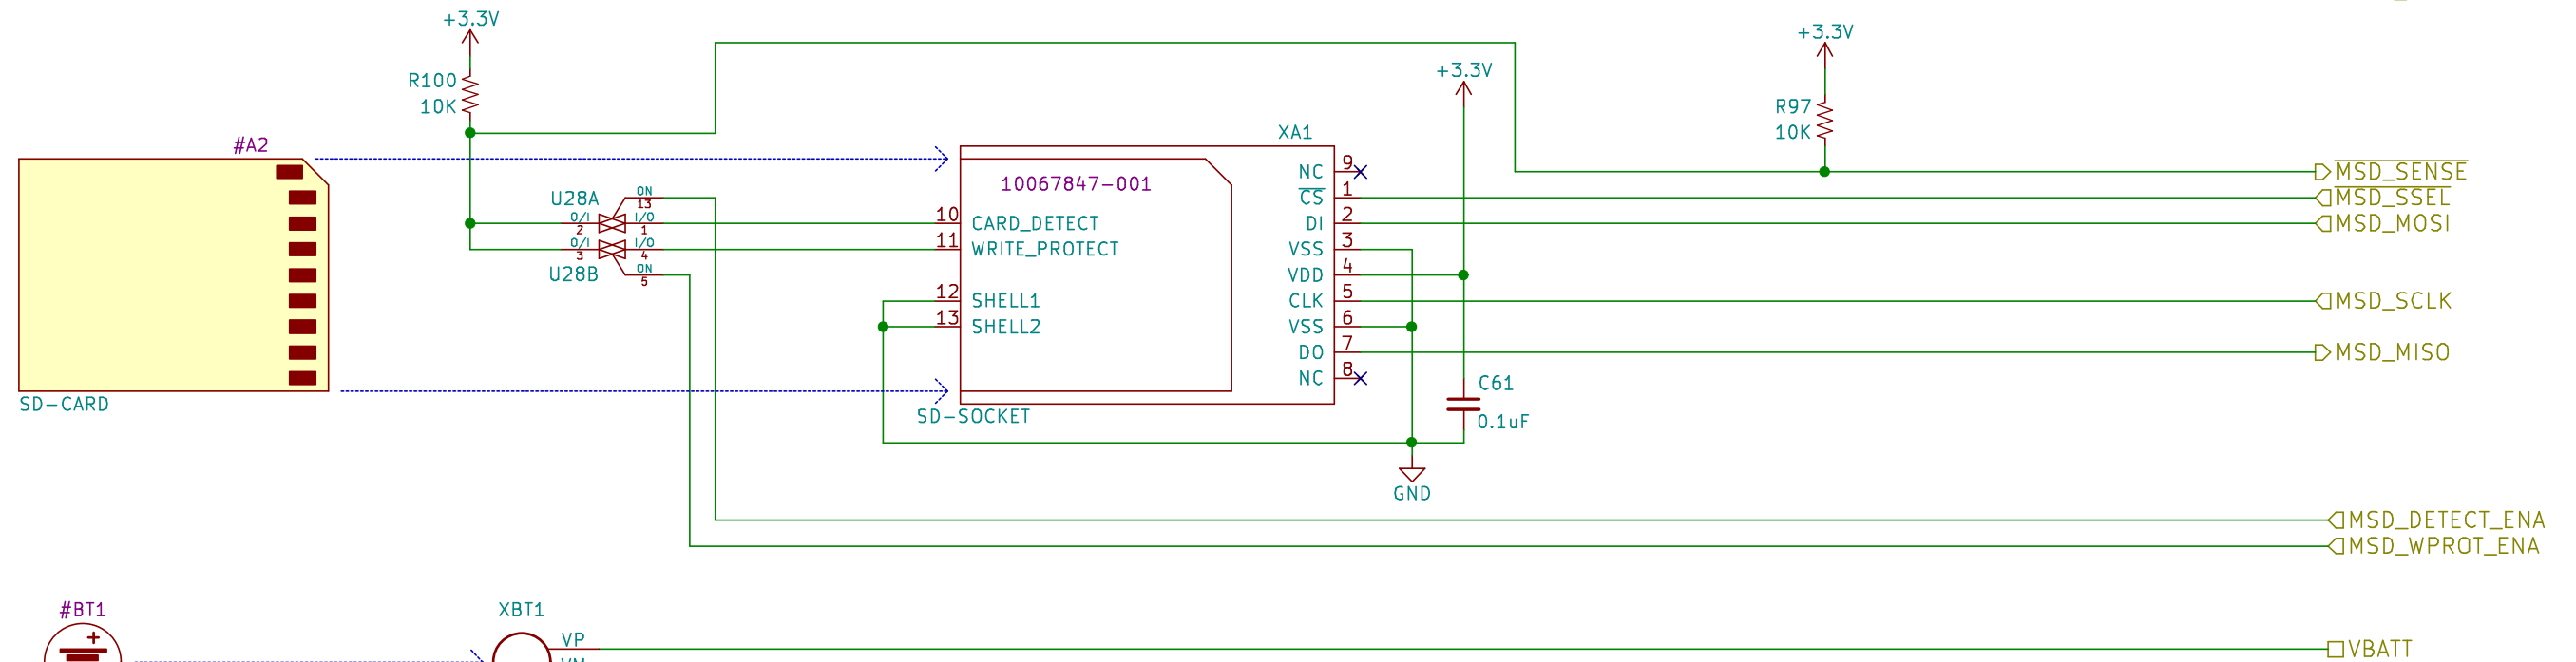 +3.3V
R100
10K
+3.3V
R97
10K
+3.3V
#A2
SD-CARD
U28A
ON
13
O/I
2
I/O
1
O/I
3
I/O
4
ON
5
U28B
XA1
10067847-001
10 CARD_DETECT
11 WRITE_PROTECT
12 SHELL1
13 SHELL2
NC 9
CS 1
DI 2
VSS 3
VDD 4
CLK 5
VSS 6
DO 7
NC 8
SD-SOCKET
C61
0.1uF
GND
MSD_SENSE
MSD_SSEL
MSD_MOSI
MSD_SCLK
MSD_MISO
MSD_DETECT_ENA
MSD_WPROT_ENA
#BT1
+
XBT1
VP
VBATT